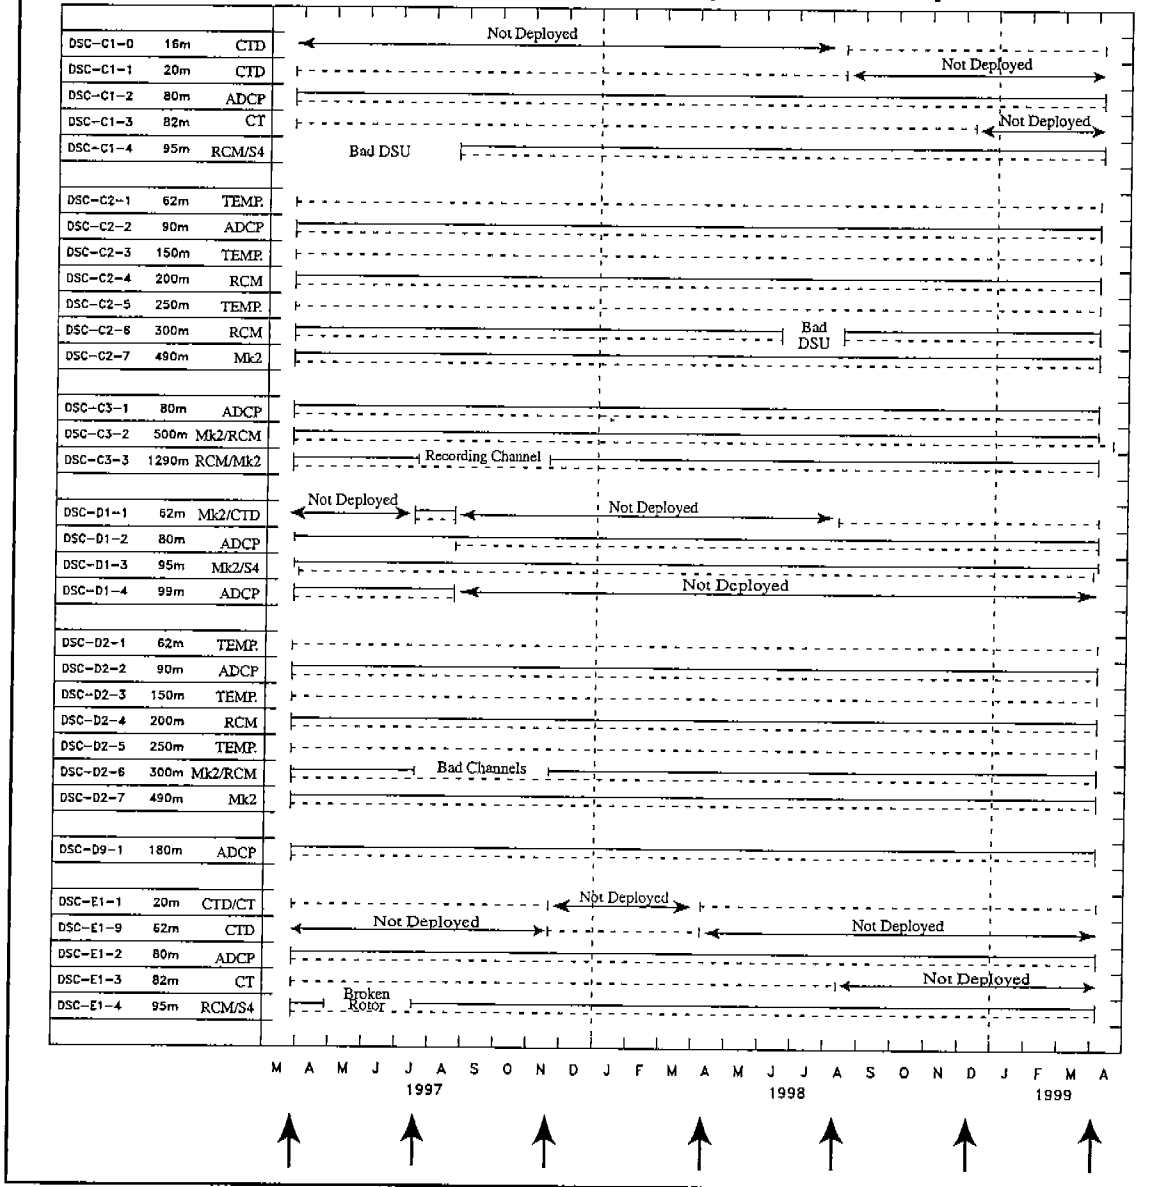 DSC-C1-0 16m CTD Not Deployed
DSC-C1-1 20m CTD Not Deployed
DSC-C1-2 80m ADCP
DSC-C1-3 82m CT Not Deployed
DSC-C1-4 95m RCM/S4 Bad DSU
DSC-C2-1 62m TEMP.
DSC-C2-2 90m ADCP
DSC-C2-3 150m TEMP.
DSC-C2-4 200m RCM
DSC-C2-5 250m TEMP.
DSC-C2-6 300m RCM Bad
DSU
DSC-C2-7 490m Mk2
DSC-C3-1 80m ADCP
DSC-C3-2 500m Mk2/RCM
DSC-C3-3 1290m RCM/Mk2 Recording Channel
DSC-D1-1 62m Mk2/CTD Not Deployed Not Deployed
DSC-D1-2 80m ADCP
DSC-D1-3 95m Mk2/S4
DSC-D1-4 99m ADCP Not Deployed
DSC-D2-1 62m TEMP.
DSC-D2-2 90m ADCP
DSC-D2-3 150m TEMP.
DSC-D2-4 200m RCM
DSC-D2-5 250m TEMP.
DSC-D2-6 300m Mk2/RCM Bad Channels
DSC-D2-7 490m Mk2
DSC-D9-1 180m ADCP
DSC-E1-1 20m CTD/CT Not Deployed
DSC-E1-9 62m CTD Not Deployed Not Deployed
DSC-E1-2 80m ADCP
DSC-E1-3 82m CT Not Deployed
DSC-E1-4 95m RCM/S4 Broken
Rotor
M A M J J A S O N D J F M A M J J A S O N D J F M A
1997 1998 1999